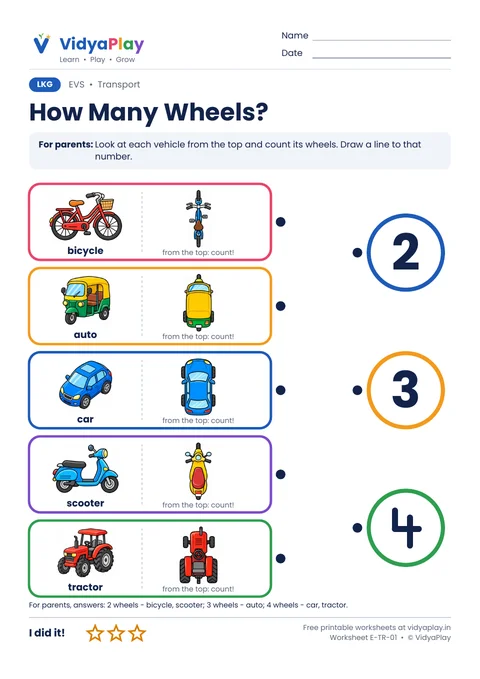 VidyaPlay
Learn • Play • Grow
Name
Date
LKG EVS • Transport
How Many Wheels?
For parents: Look at each vehicle from the top and count its wheels. Draw a line to that
number.
bicycle
from the top: count!
2
auto
from the top: count!
car
from the top: count!
3
scooter
from the top: count!
4
tractor
from the top: count!
For parents, answers: 2 wheels - bicycle, scooter; 3 wheels - auto; 4 wheels - car, tractor.
I did it!
Free printable worksheets at vidyaplay.in
Worksheet E-TR-01 • © VidyaPlay